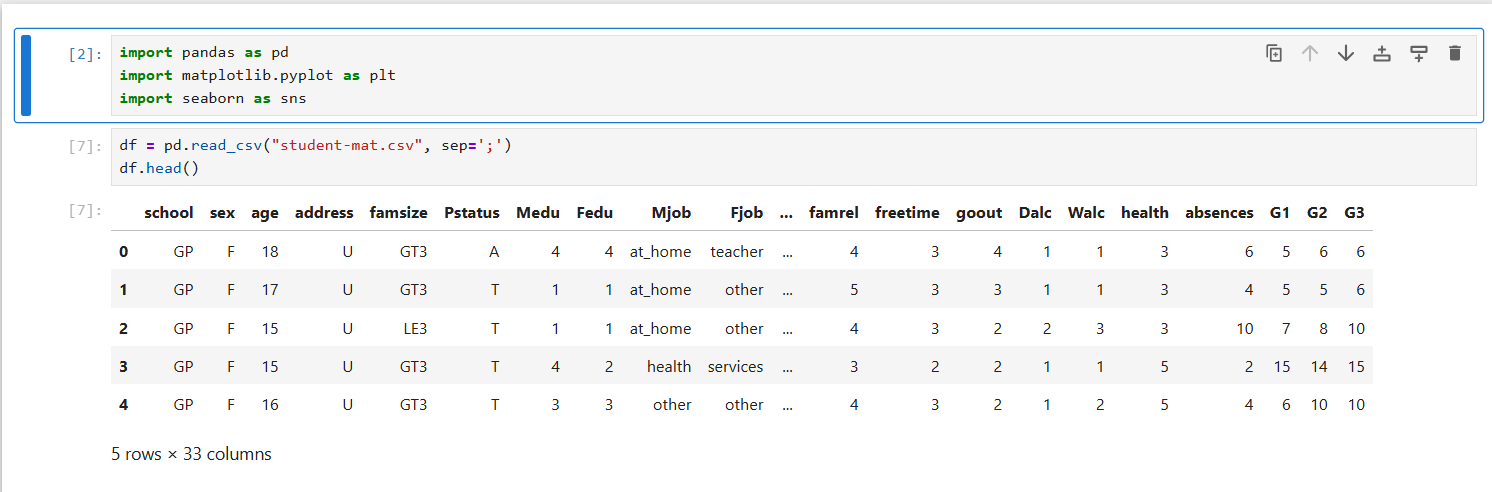 [2]: import pandas as pd
import matplotlib.pyplot as plt
import seaborn as sns
[7]: df = pd.read_csv("student-mat.csv", sep=';')
df.head()
[7]: school sex age address famsize Pstatus Medu Fedu Mjob Fjob ... famrel freetime goout Dalc Walc health absences G1 G2 G3
0 GP F 18 U GT3 A 4 4 at_home teacher ... 4 3 4 1 1 3 6 5 6 6
1 GP F 17 U GT3 T 1 1 at_home other ... 5 3 3 1 1 3 4 5 5 6
2 GP F 15 U LE3 T 1 1 at_home other ... 4 3 2 2 3 3 10 7 8 10
3 GP F 15 U GT3 T 4 2 health services ... 3 2 2 1 1 5 2 15 14 15
4 GP F 16 U GT3 T 3 3 other other ... 4 3 2 1 2 5 4 6 10 10
5 rows × 33 columns